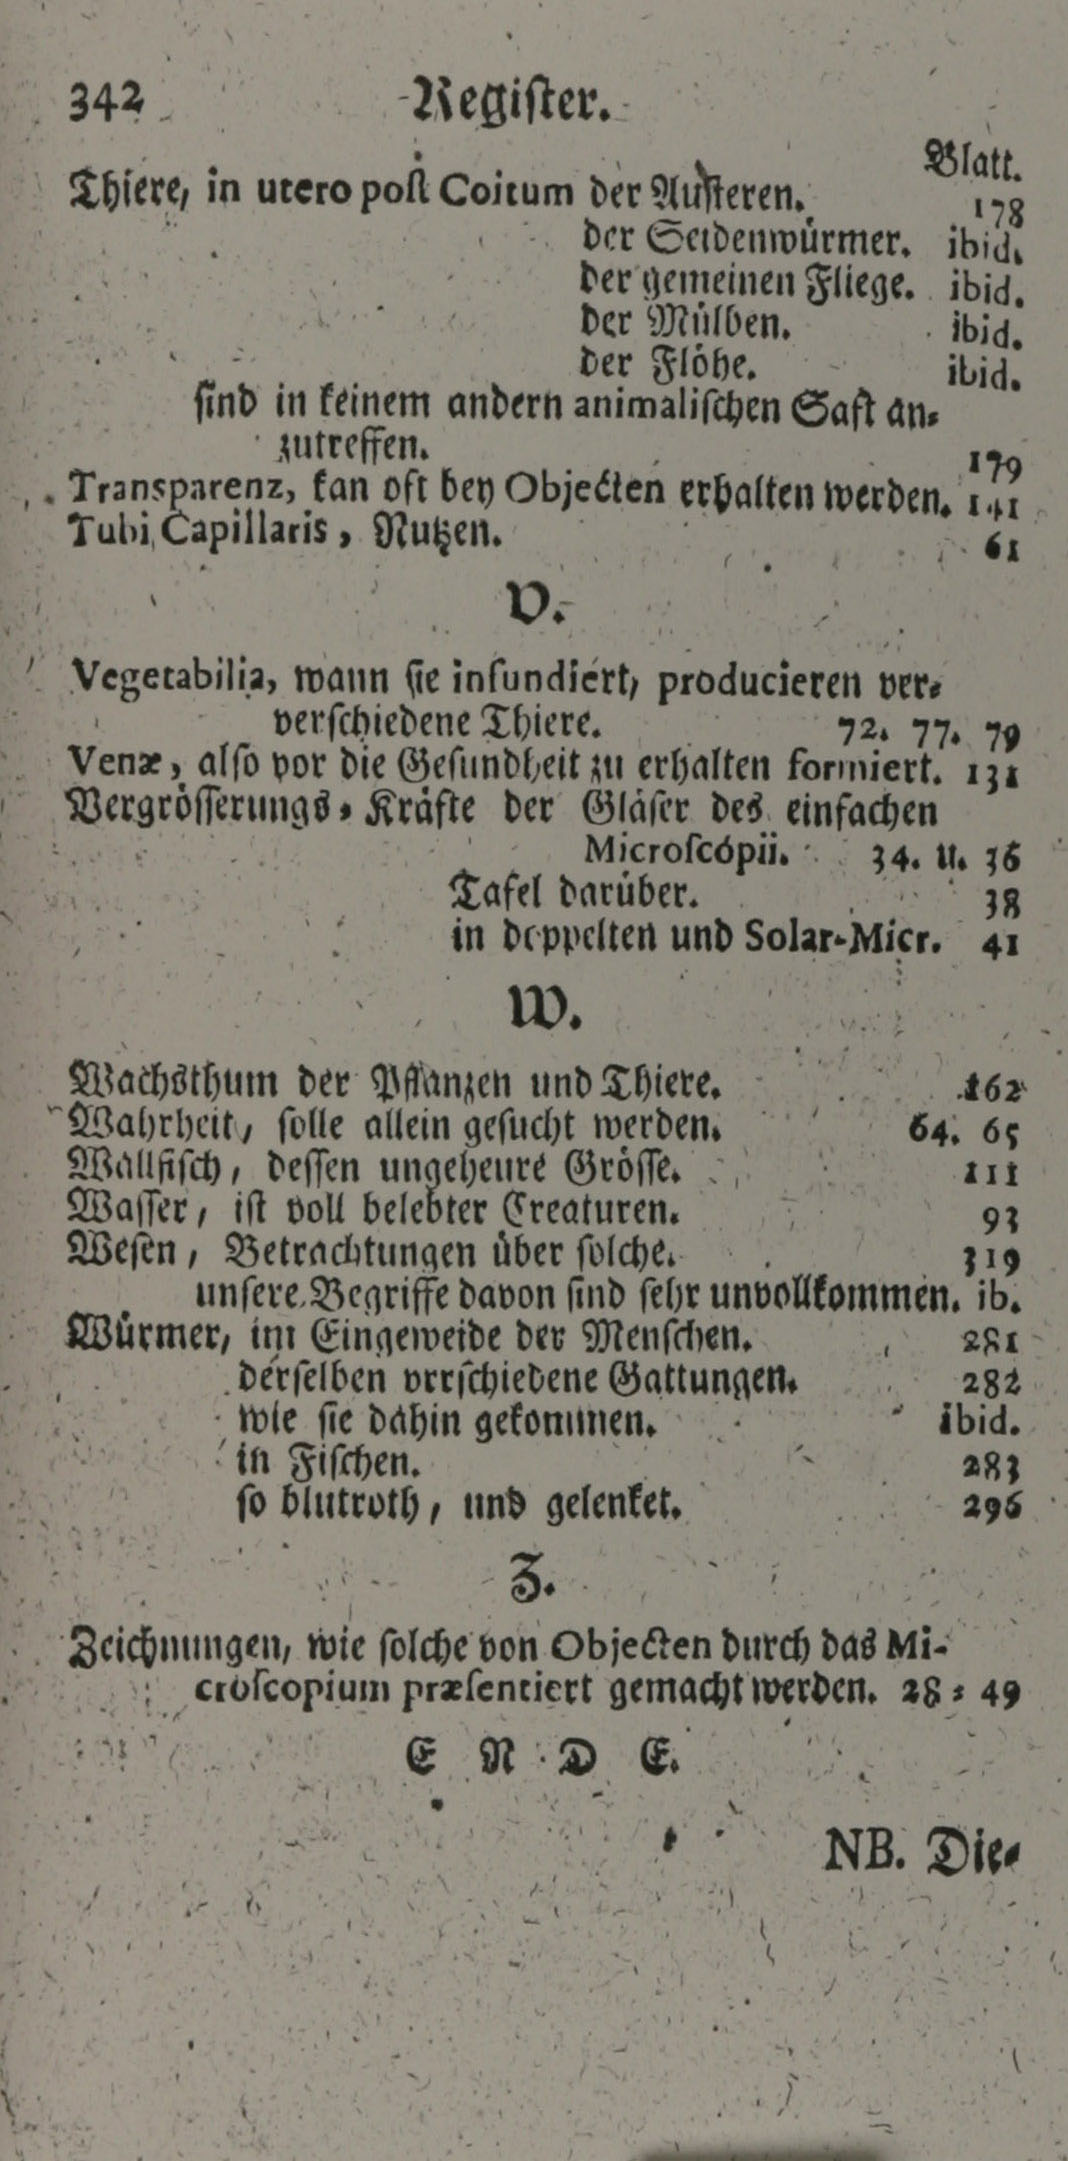 342 Regiſter.
Blatt.
Thiere, in utero poſt Coitum der Auſteren. 178
der Seidenwürmer. ibid.
der gemeinen Fliege. ibid.
der Mülben. ibid.
der Flöhe. ibid.
ſind in keinem andern animaliſchen Saft an⸗
zutreffen. 179
Transparenz, kan oft bey Objecten erhalten werden. 141
Tubi Capillaris, Nutzen. 61
V.
Vegetabilia, wann ſie infundiert, producieren ver⸗
verſchiedene Thiere. 72. 77. 79
Venæ, alſo vor die Geſundheit zu erhalten formiert. 131
Vergröſſerungs⸗Kräfte der Gläſer des einfachen
Microſcopii. 34. u. 36
Tafel darüber. 38
in doppelten und Solar-Micr. 41
W.
Wachsthum der Pflanzen und Thiere. 162
Wahrheit, ſolle allein geſucht werden. 64. 65
Wallfiſch, deſſen ungeheure Gröſſe. 111
Waſſer, iſt voll belebter Creaturen. 93
Weſen, Betrachtungen über ſolche. 319
unſere Begriffe davon ſind ſehr unvollkommen. ib.
Würmer, im Eingeweide der Menſchen. 281
derſelben verſchiedene Gattungen. 282
wie ſie dahin gekommen. ibid.
in Fiſchen. 283
ſo blutroth, und gelenket. 296
Z.
Zeichnungen, wie ſolche von Objecten durch das Mi-
croſcopium præſentiert gemacht werden. 28⸗49
E N D E.
NB. Die⸗